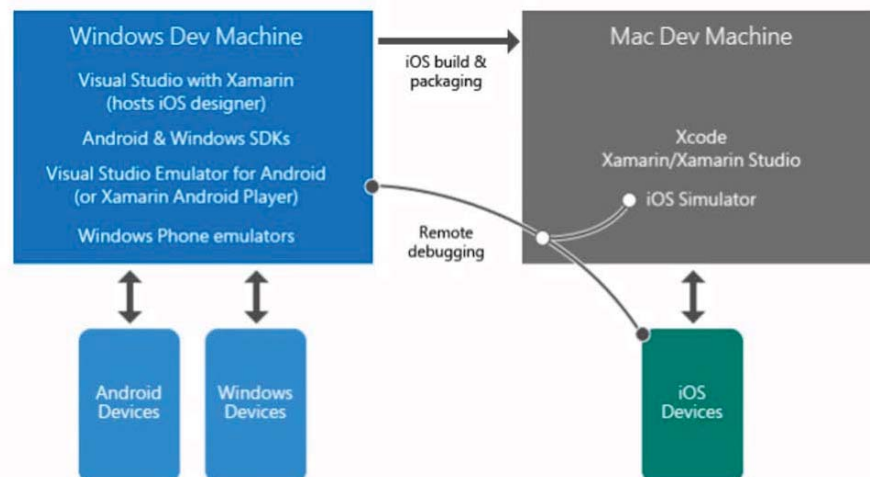 Windows Dev Machine
Visual Studio with Xamarin
(hosts iOS designer)
Android & Windows SDKs
Visual Studio Emulator for Android
(or Xamarin Android Player)
Windows Phone emulators
iOS build &
packaging
Remote
debugging
Mac Dev Machine
Xcode
Xamarin/Xamarin Studio
iOS Simulator
Android
Devices
Windows
Devices
iOS
Devices